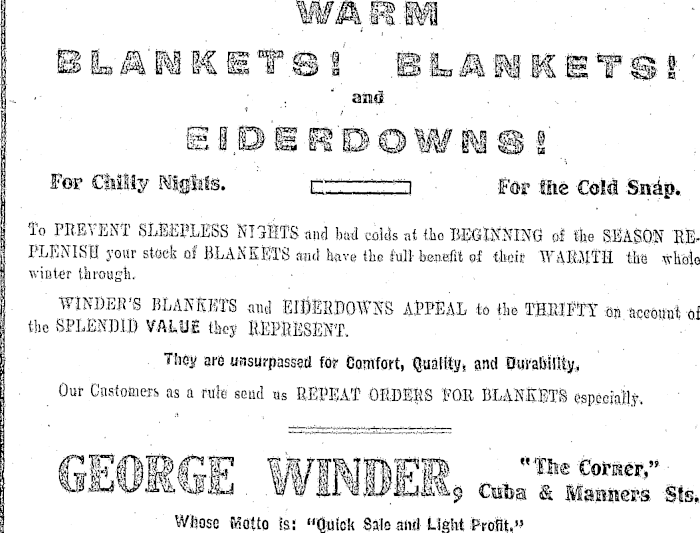 WARM
BLANKETS! BLANKETS!
and
EIDERDOWNS!
For Chilly Nights. For the Cold Snap.
To PREVENT SLEEPLESS NIGHTS and bad colds at the BEGINNING of the SEASON RE-
PLENISH your stock of BLANKETS and have the full benefit of their WARMTH the whole
winter through.
WINDER'S BLANKETS and EIDERDOWNS APPEAL to the THRIFTY on account of
the SPLENDID VALUE they REPRESENT.
They are unsurpassed for Comfort, Quality, and Durability.
Our Customers as a rule send us REPEAT ORDERS FOR BLANKETS especially.
GEORGE WINDER, "The Corner,"
Cuba & Manners Sts.
Whose Motto is: "Quick Sale and Light Profit."